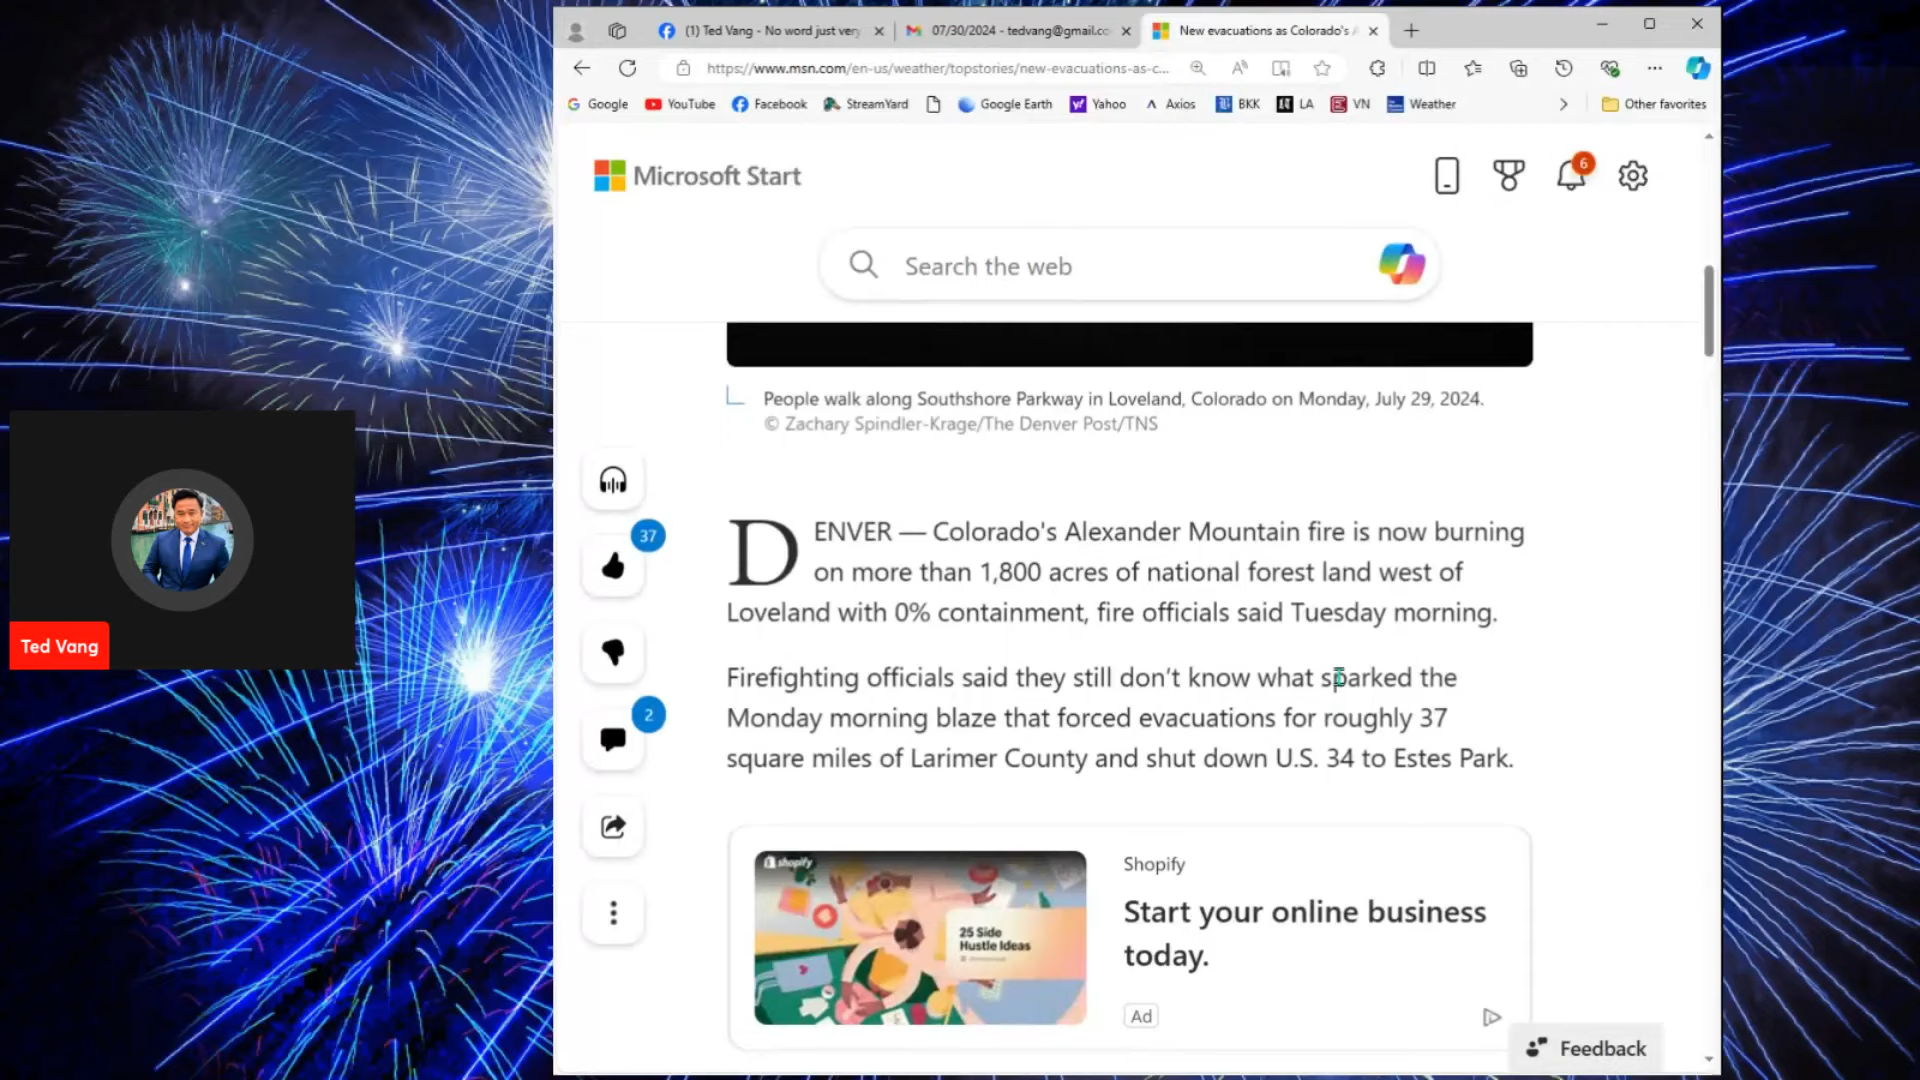 (1) Ted Vang - No word just very
07/30/2024 - tedvang@gmail.co
New evacuations as Colorado's A
https://www.msn.com/en-us/weather/topstories/new-evacuations-as-c...
Google
YouTube
Facebook
StreamYard
Google Earth
Yahoo
Axios
BKK
LA
VN
Weather
Other favorites
Microsoft Start
6
Search the web
People walk along Southshore Parkway in Loveland, Colorado on Monday, July 29, 2024.
© Zachary Spindler-Krage/The Denver Post/TNS
37
DENVER — Colorado's Alexander Mountain fire is now burning
on more than 1,800 acres of national forest land west of
Loveland with 0% containment, fire officials said Tuesday morning.
Ted Vang
Firefighting officials said they still don't know what sparked the
2
Monday morning blaze that forced evacuations for roughly 37
square miles of Larimer County and shut down U.S. 34 to Estes Park.
shopify
25 Side
Hustle Ideas
Shopify
Start your online business
today.
Ad
Feedback